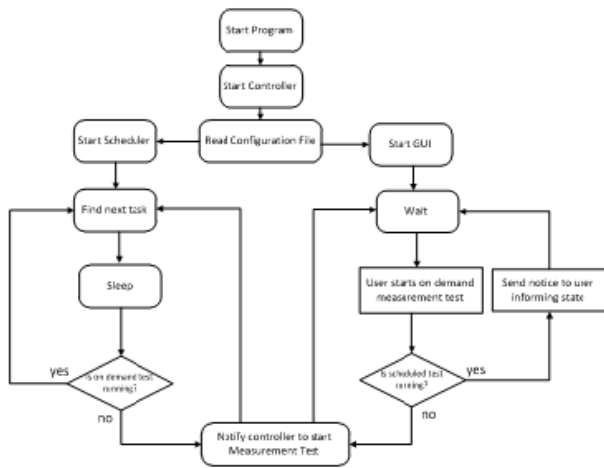 Start Program
Start Controller
Start Scheduler
Read Configuration File
Start GUI
Find next task
Wait
Sleep
User starts on demand
measurement test
Send notice to user
informing state
yes
Is on demand test
running?
Is scheduled test
running?
yes
no
no
Notify controller to start
Measurement Test